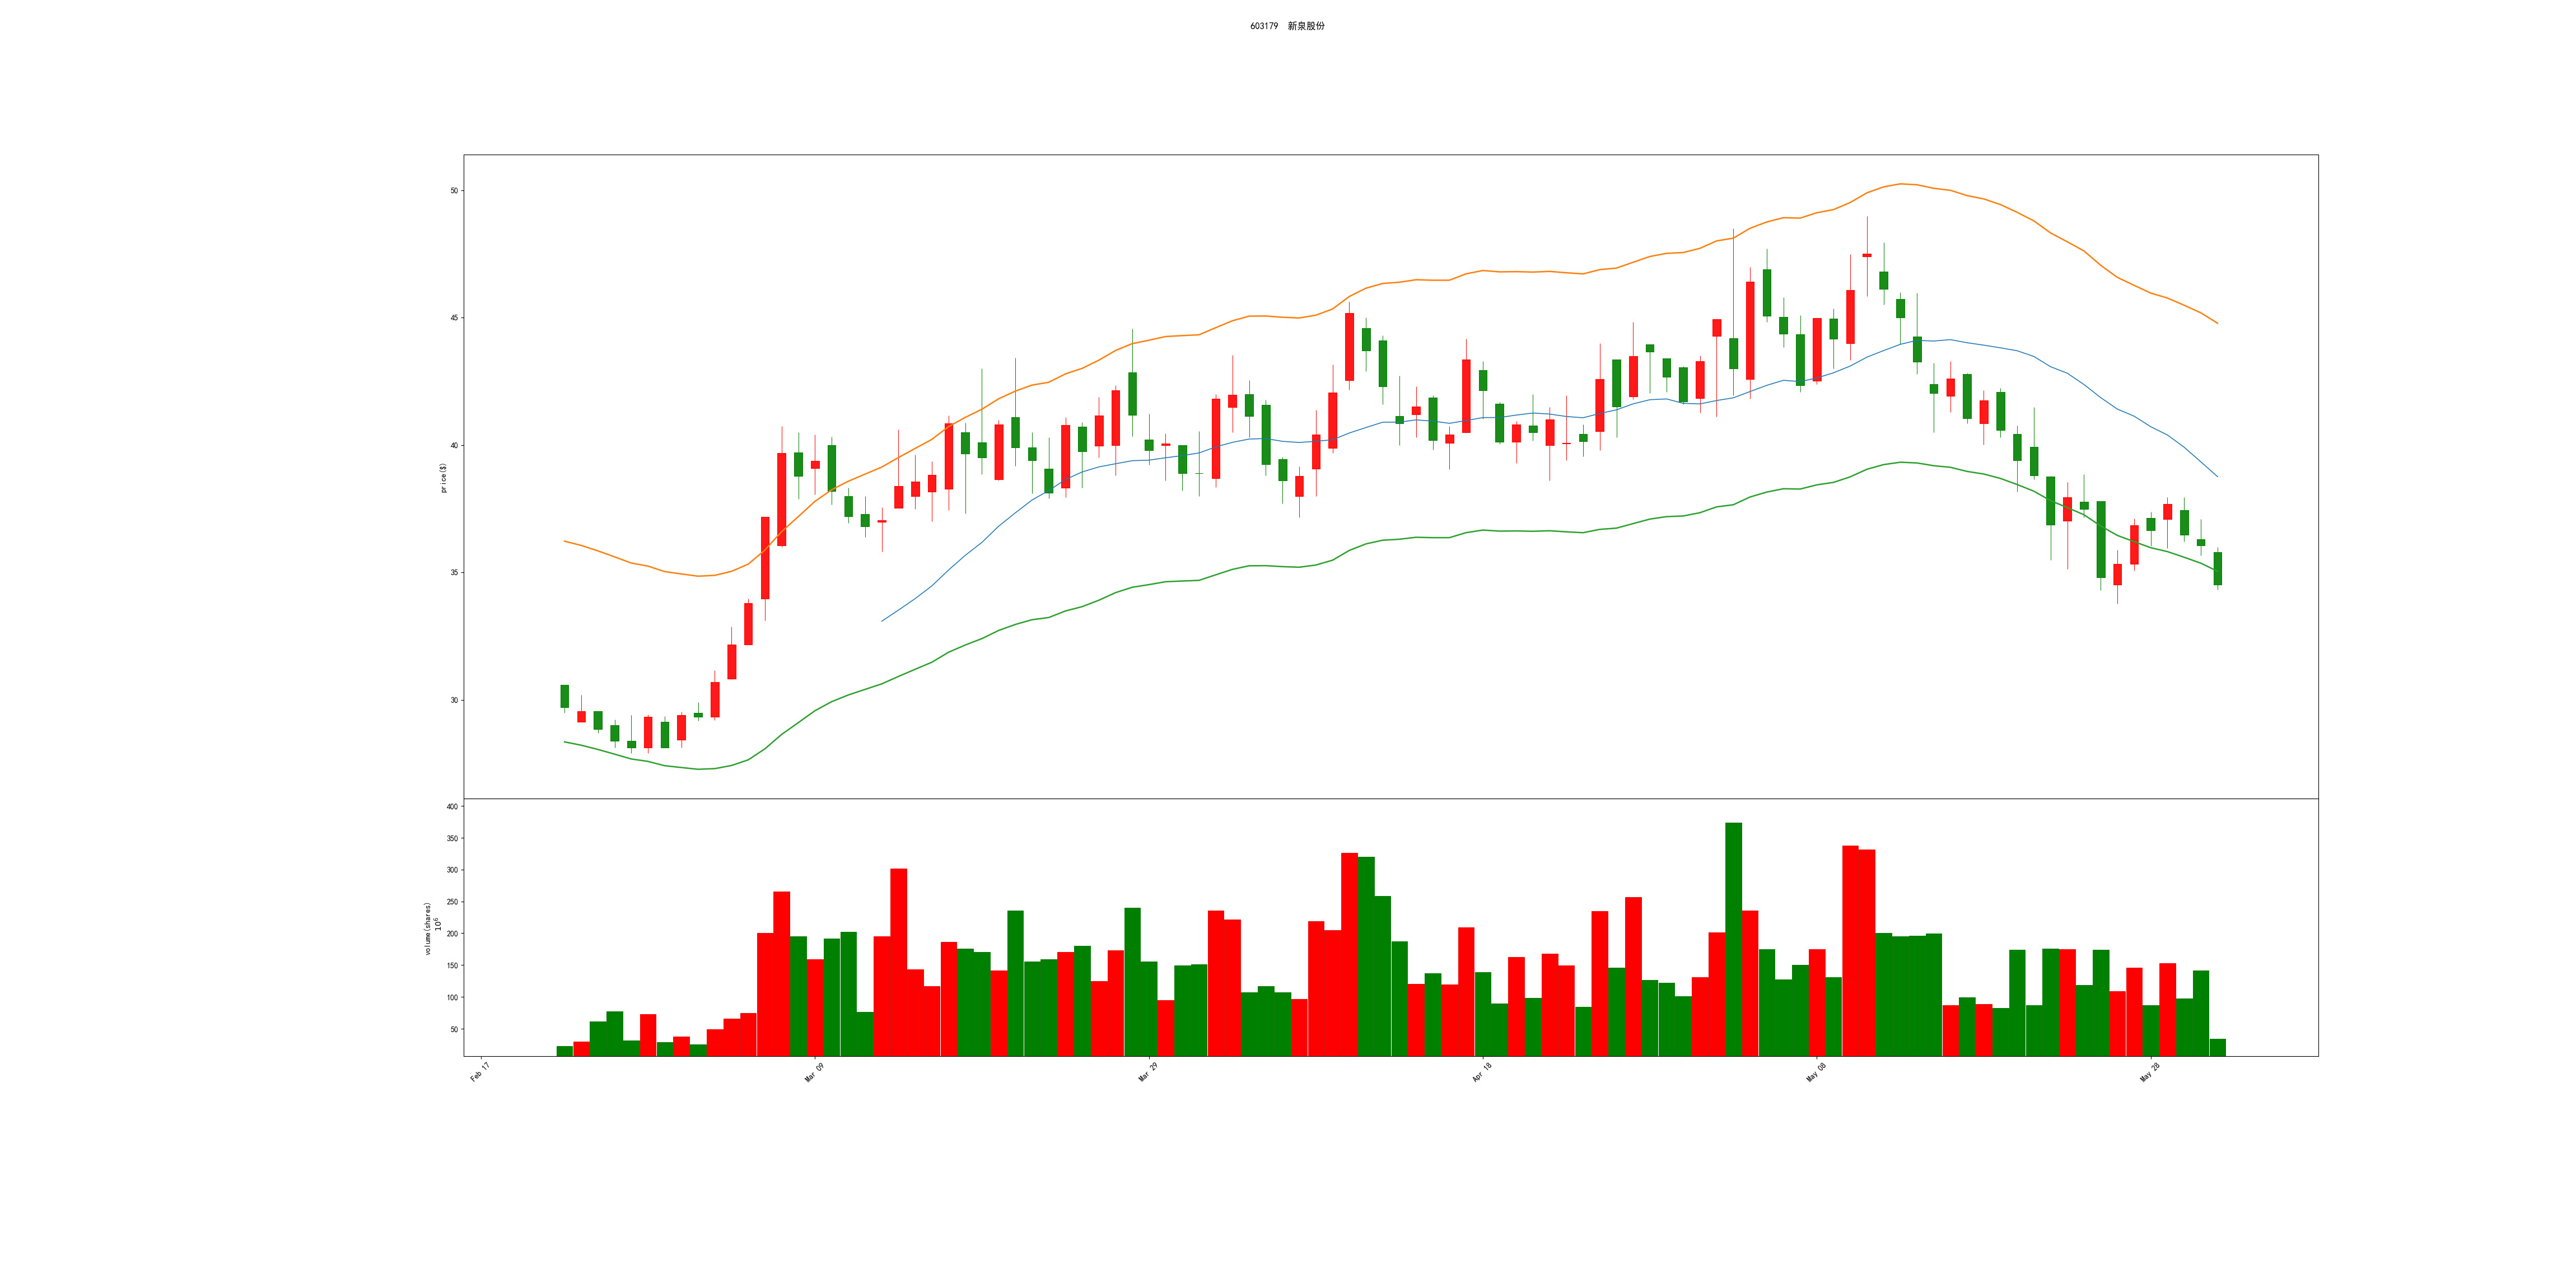 603179 新泉股份
50
45
40
35
30
price($)
400
350
300
250
200
150
100
50
volume(shares)
10^6
Feb 17
Mar 09
Mar 29
Apr 18
May 08
May 28